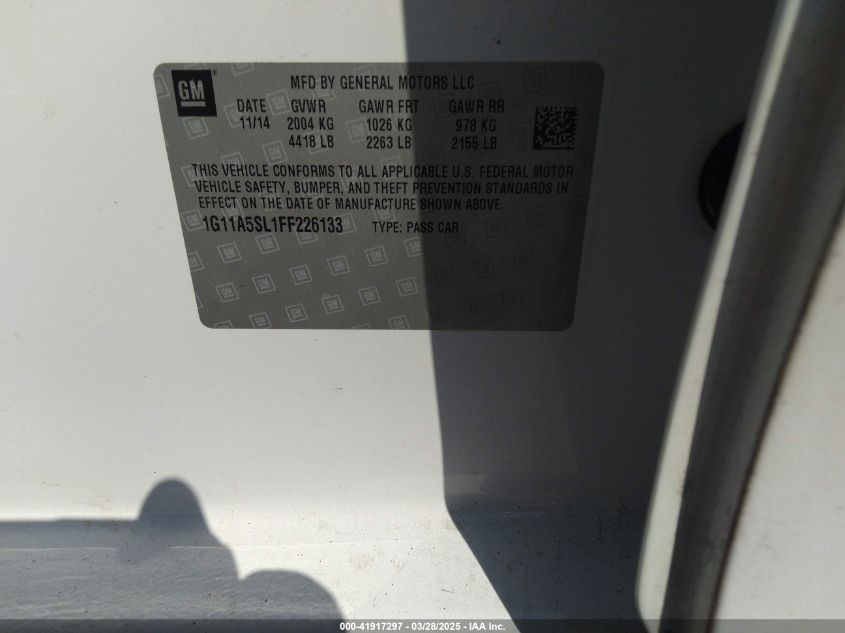 GM
MFD BY GENERAL MOTORS LLC
DATE GVWR GAWR FRT GAWR RR
11/14 2004 KG 1026 KG 978 KG
4418 LB 2263 LB 2155 LB
THIS VEHICLE CONFORMS TO ALL APPLICABLE U.S. FEDERAL MOTOR
VEHICLE SAFETY, BUMPER, AND THEFT PREVENTION STANDARDS IN
EFFECT ON THE DATE OF MANUFACTURE SHOWN ABOVE.
1G11A5SL1FF226133 TYPE: PASS CAR
000-41917297 - 03/28/2025 - IAA Inc.